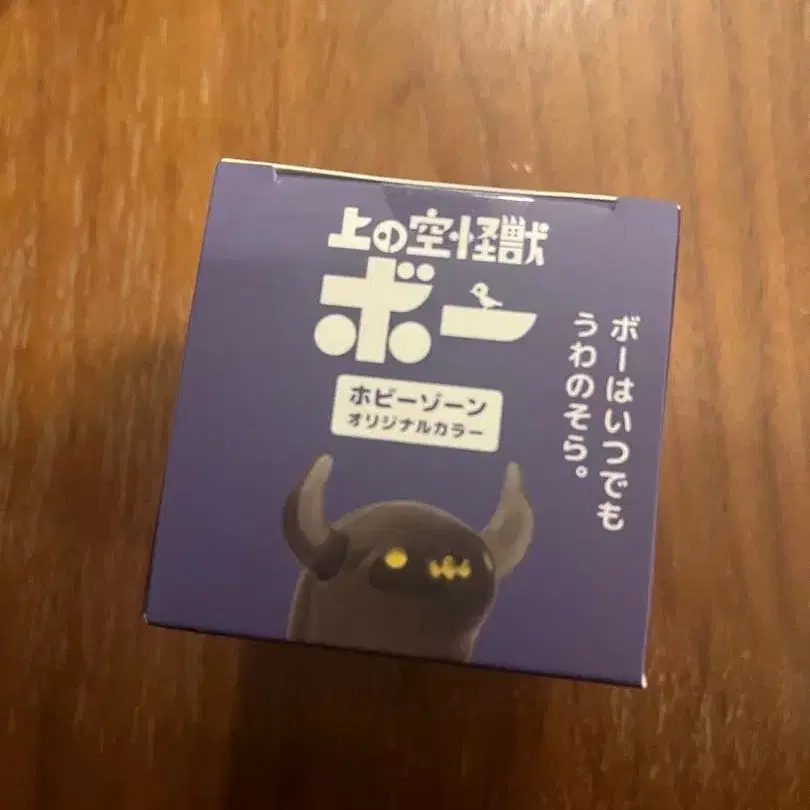 上の空怪獣
ボー
ホビーゾーン
オリジナルカラー
ボーはいつでも
うわのそら。